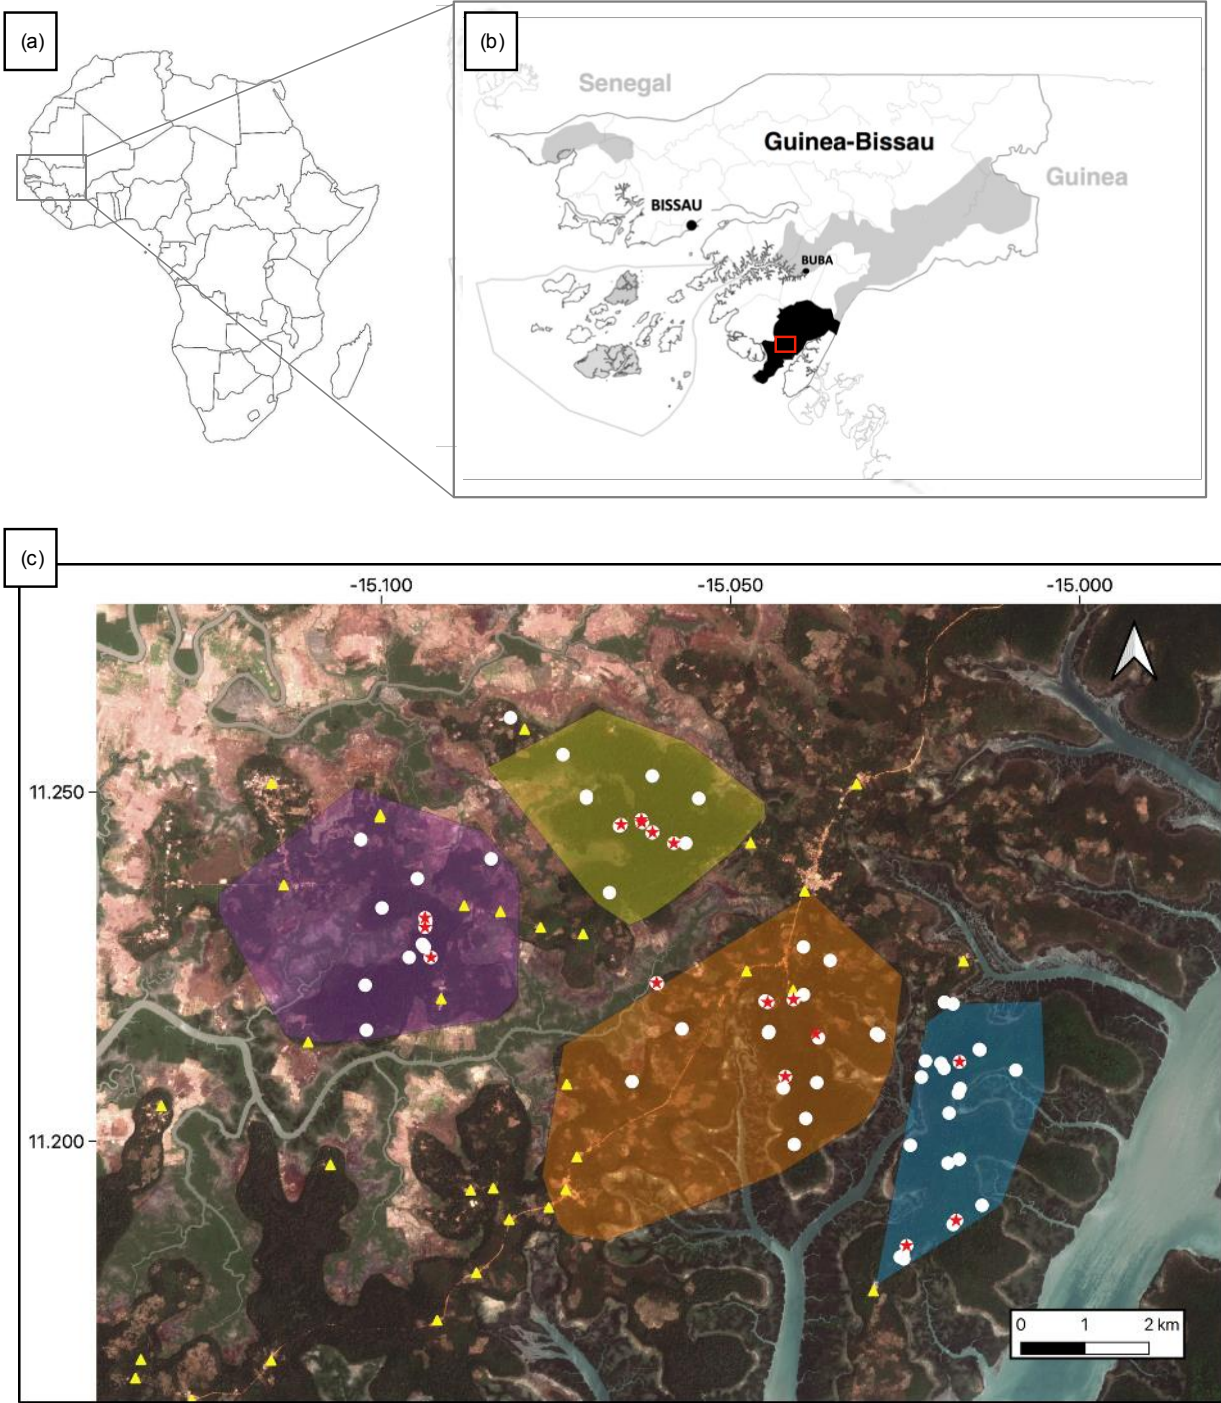 (a)
(b)
Senegal
Guinea-Bissau
Guinea
BISSAU
BUBA
(c)
-15.100
-15.050
-15.000
11.250
11.200
0 1 2 km